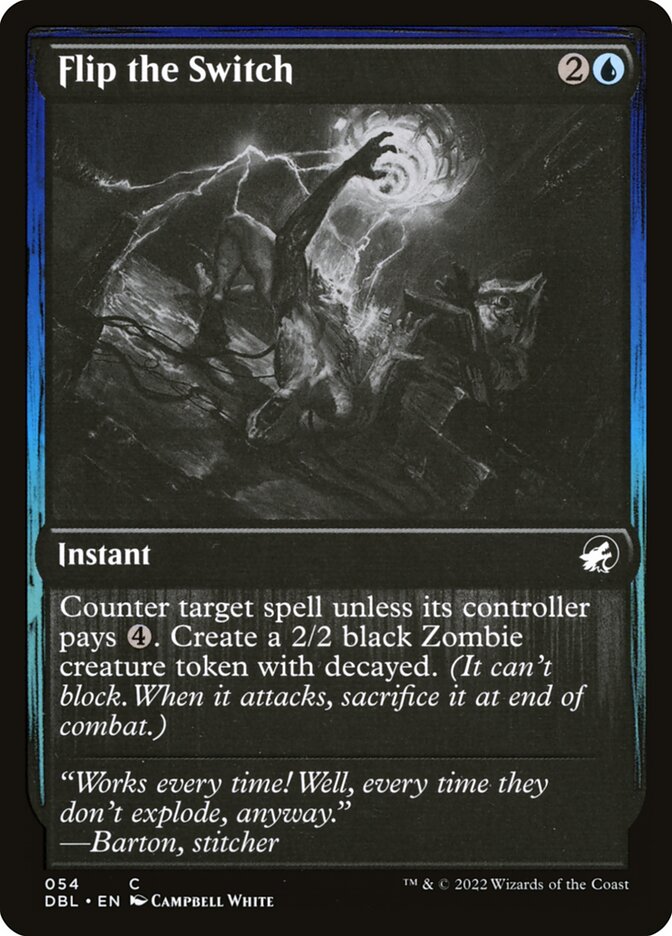 Flip the Switch 2
Instant
Counter target spell unless its controller
pays 4. Create a 2/2 black Zombie
creature token with decayed. (It can't
block. When it attacks, sacrifice it at end of
combat.)
“Works every time! Well, every time they
don't explode, anyway.”
—Barton, stitcher
054 C
DBL • EN Campbell White
™ & © 2022 Wizards of the Coast